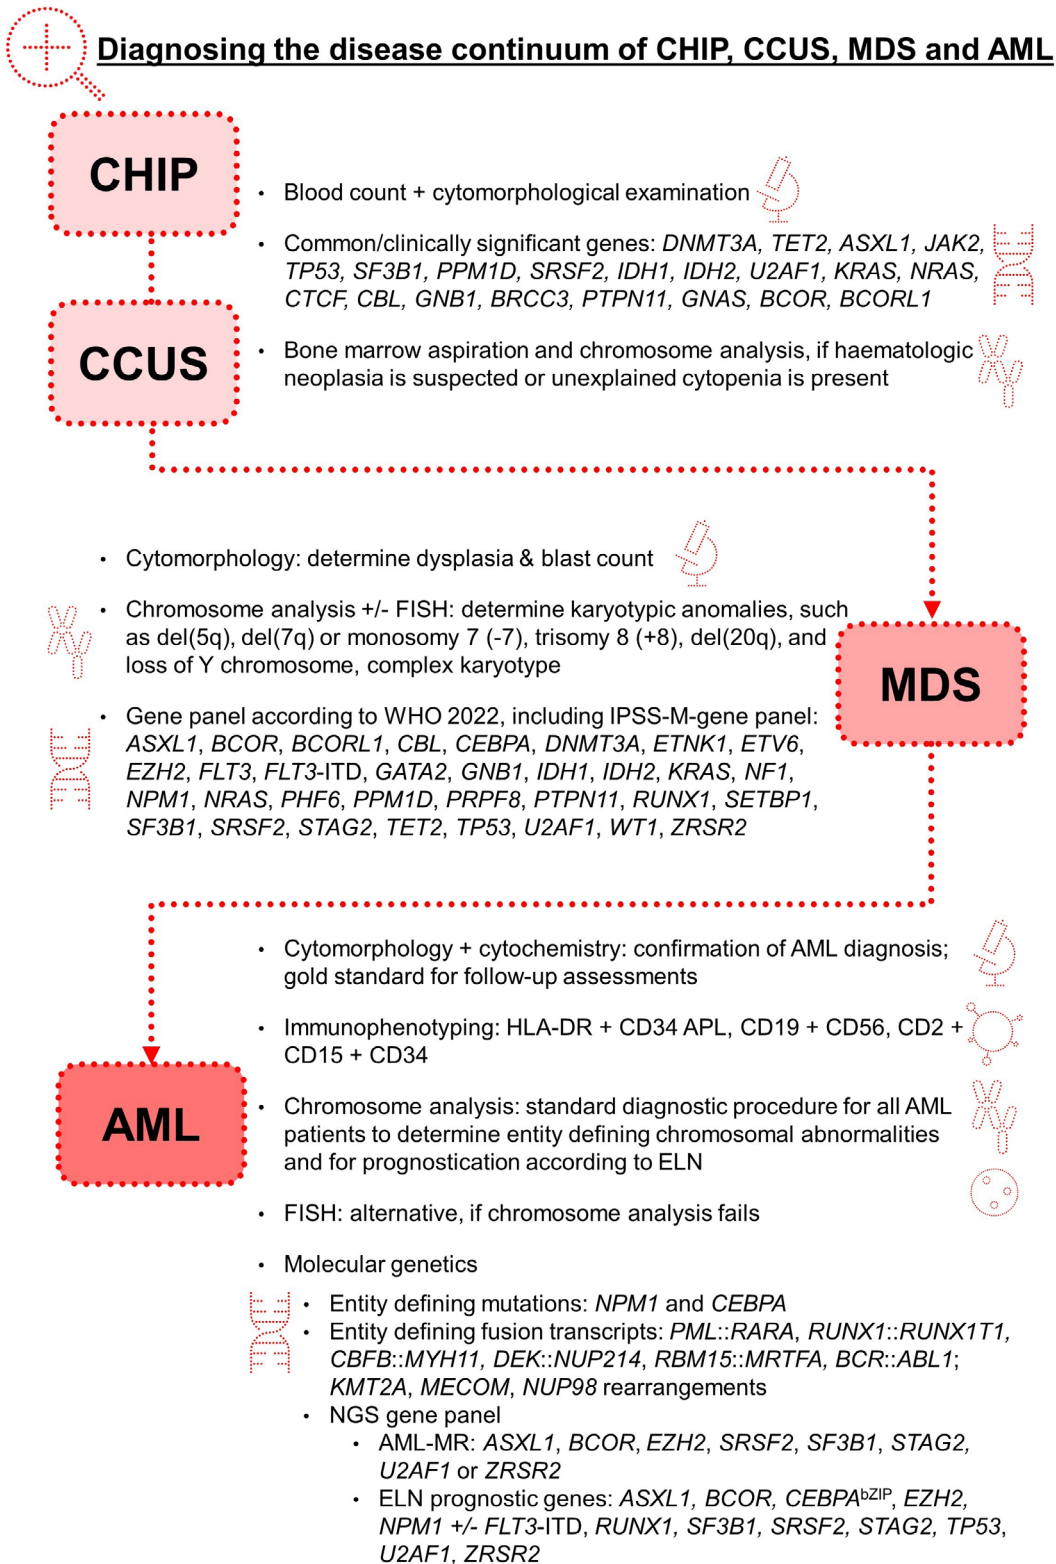 Diagnosing the disease continuum of CHIP, CCUS, MDS and AML
CHIP
• Blood count + cytomorphological examination
• Common/clinically significant genes: DNMT3A, TET2, ASXL1, JAK2,
TP53, SF3B1, PPM1D, SRSF2, IDH1, IDH2, U2AF1, KRAS, NRAS,
CTCF, CBL, GNB1, BRCC3, PTPN11, GNAS, BCOR, BCORL1
CCUS
• Bone marrow aspiration and chromosome analysis, if haematologic
neoplasia is suspected or unexplained cytopenia is present
• Cytomorphology: determine dysplasia & blast count
• Chromosome analysis +/- FISH: determine karyotypic anomalies, such
as del(5q), del(7q) or monosomy 7 (-7), trisomy 8 (+8), del(20q), and
loss of Y chromosome, complex karyotype
MDS
• Gene panel according to WHO 2022, including IPSS-M-gene panel:
ASXL1, BCOR, BCORL1, CBL, CEBPA, DNMT3A, ETNK1, ETV6,
EZH2, FLT3, FLT3-ITD, GATA2, GNB1, IDH1, IDH2, KRAS, NF1,
NPM1, NRAS, PHF6, PPM1D, PRPF8, PTPN11, RUNX1, SETBP1,
SF3B1, SRSF2, STAG2, TET2, TP53, U2AF1, WT1, ZRSR2
• Cytomorphology + cytochemistry: confirmation of AML diagnosis;
gold standard for follow-up assessments
• Immunophenotyping: HLA-DR + CD34 APL, CD19 + CD56, CD2 +
CD15 + CD34
AML
• Chromosome analysis: standard diagnostic procedure for all AML
patients to determine entity defining chromosomal abnormalities
and for prognostication according to ELN
• FISH: alternative, if chromosome analysis fails
• Molecular genetics
• Entity defining mutations: NPM1 and CEBPA
• Entity defining fusion transcripts: PML::RARA, RUNX1::RUNX1T1,
CBFB::MYH11, DEK::NUP214, RBM15::MRTFA, BCR::ABL1;
KMT2A, MECOM, NUP98 rearrangements
• NGS gene panel
• AML-MR: ASXL1, BCOR, EZH2, SRSF2, SF3B1, STAG2,
U2AF1 or ZRSR2
• ELN prognostic genes: ASXL1, BCOR, CEBPAbZIP, EZH2,
NPM1 +/- FLT3-ITD, RUNX1, SF3B1, SRSF2, STAG2, TP53,
U2AF1, ZRSR2